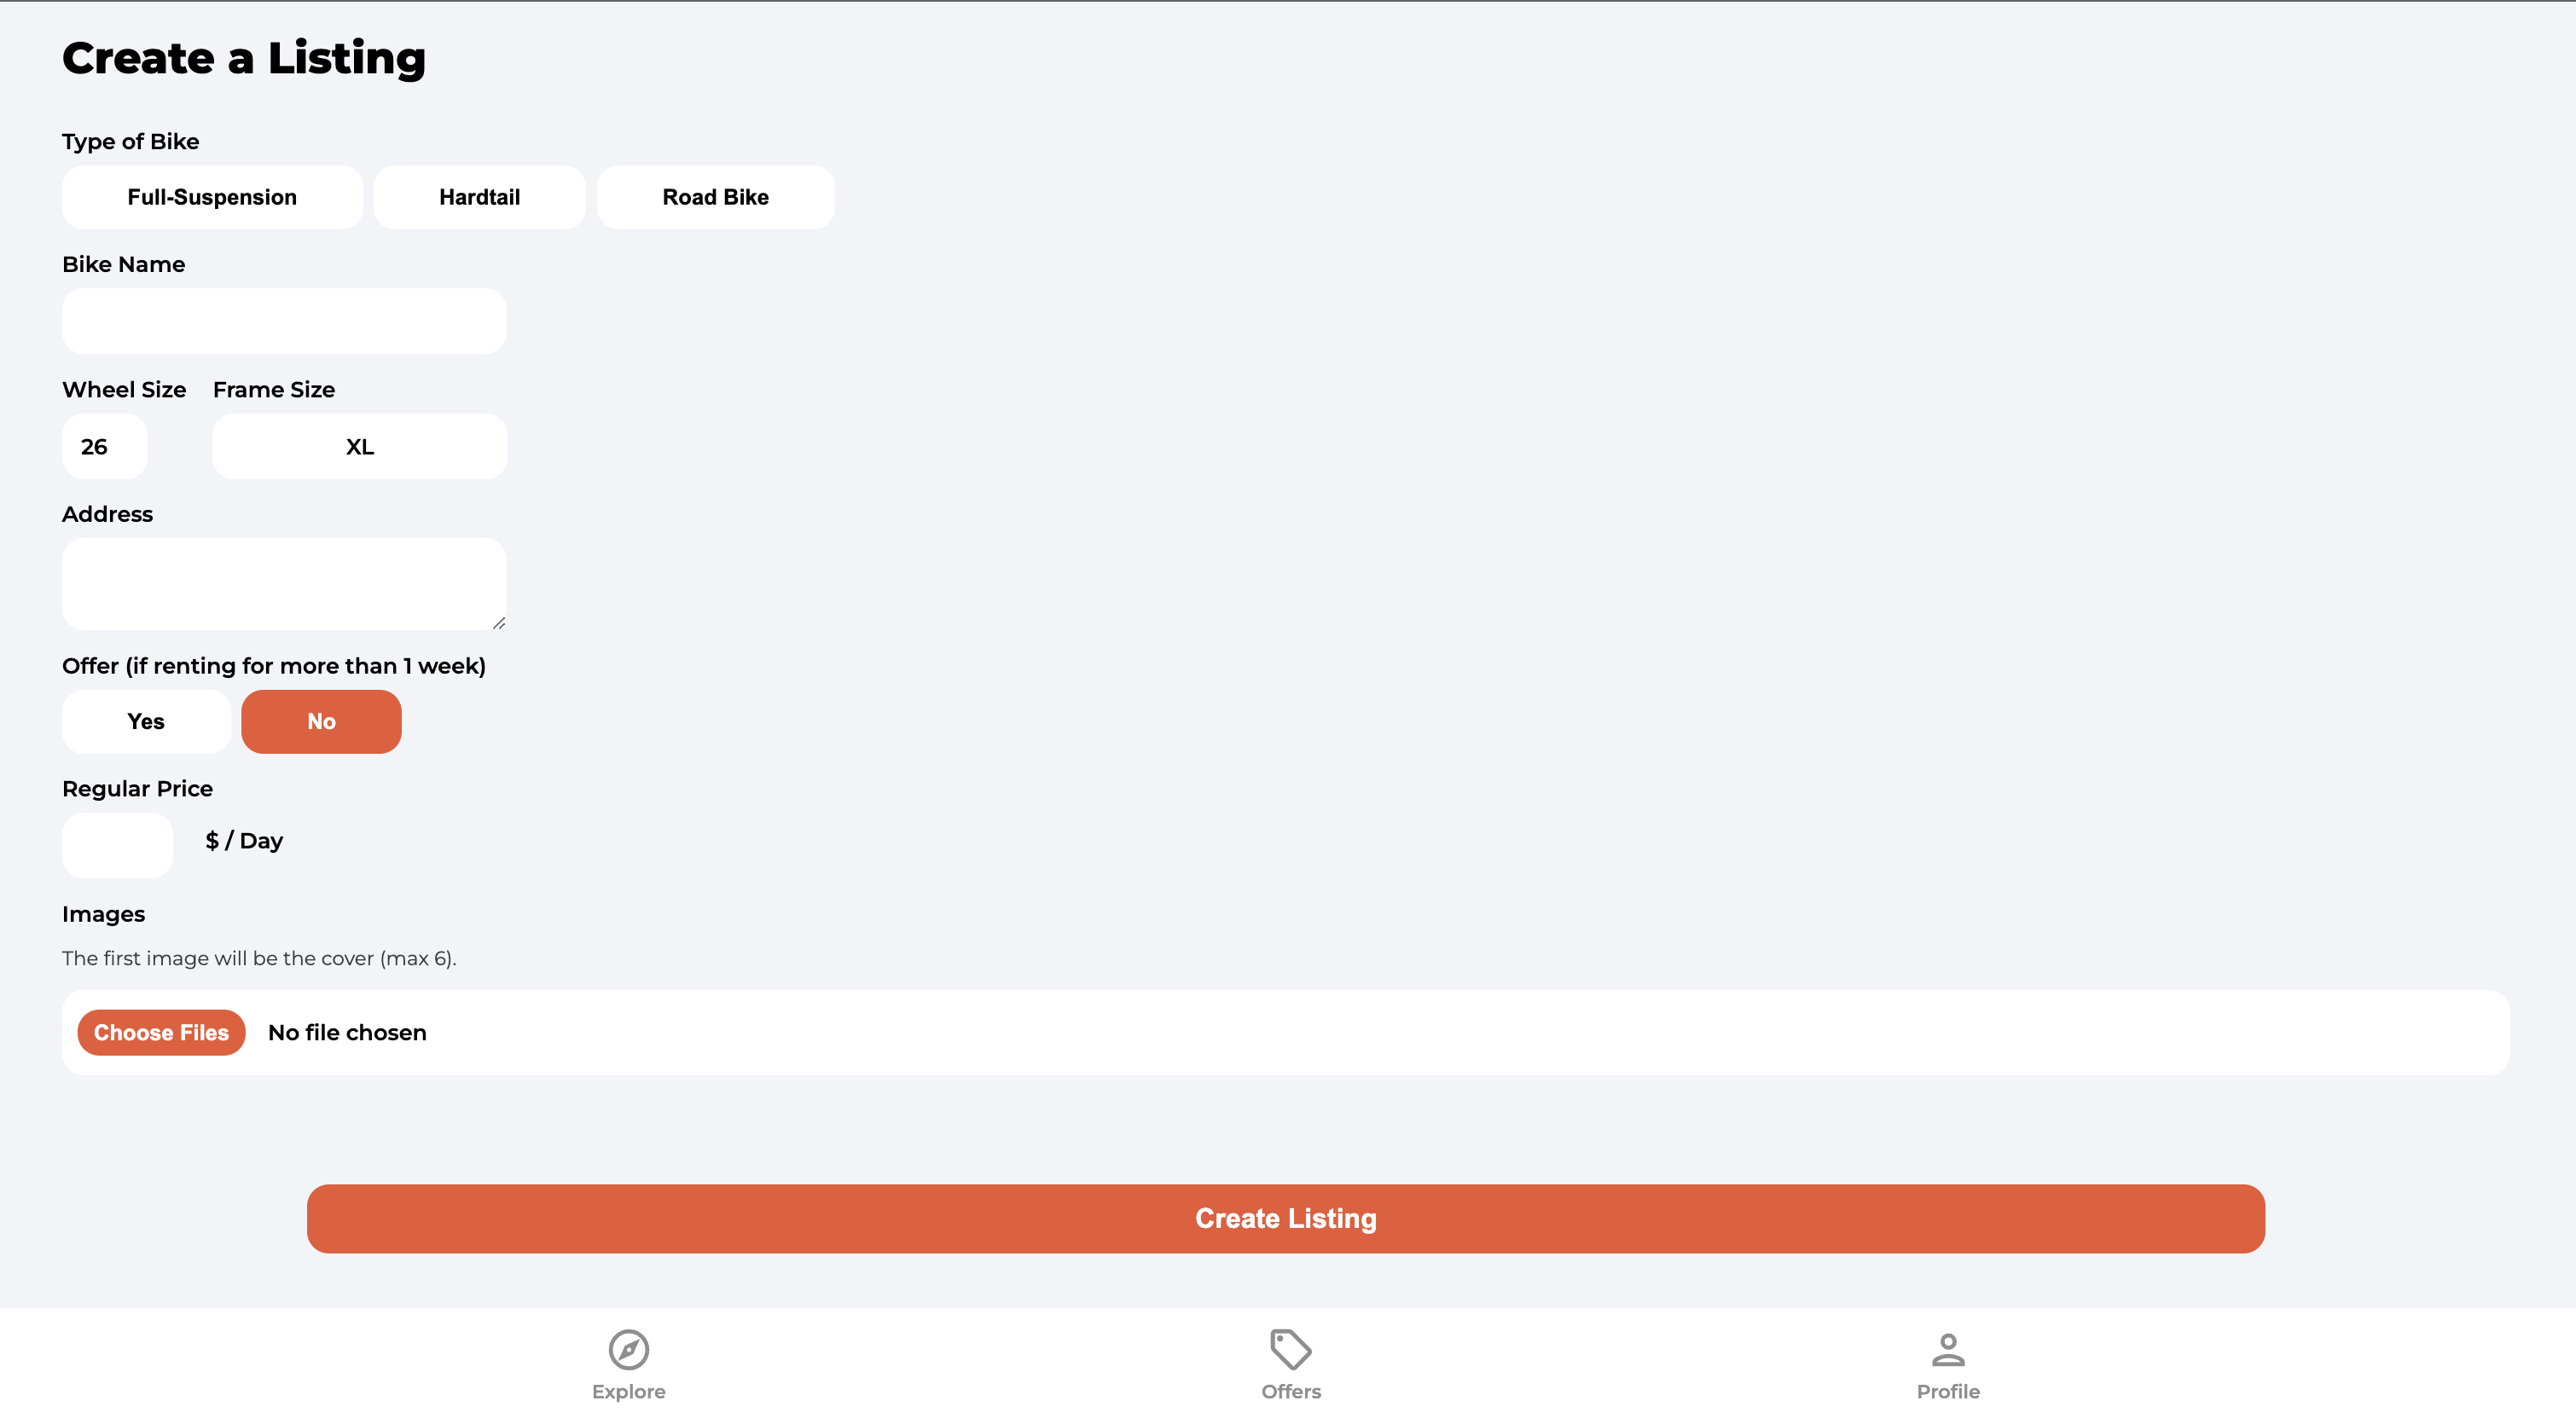 Create a Listing
Type of Bike
Full-Suspension Hardtail Road Bike
Bike Name
Wheel Size Frame Size
26 XL
Address
Offer (if renting for more than 1 week)
Yes No
Regular Price
$ / Day
Images
The first image will be the cover (max 6).
Choose Files No file chosen
Create Listing
Explore Offers Profile